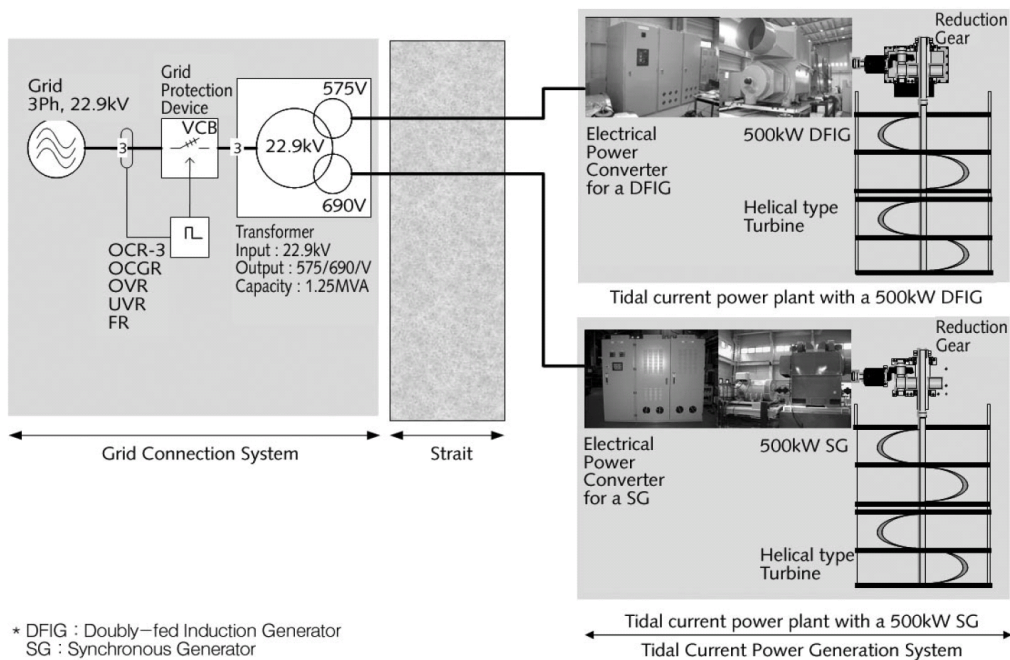 Grid
3Ph, 22.9kV
Grid
Protection
Device
VCB
3
3
22.9kV
575V
690V
OCR-3
OCGR
OVR
UVR
FR
Transformer
Input : 22.9kV
Output : 575/690/V
Capacity : 1.25MVA
Grid Connection System
Strait
Reduction
Gear
Electrical
Power
Converter
for a DFIG
500kW DFIG
Helical type
Turbine
Tidal current power plant with a 500kW DFIG
Reduction
Gear
Electrical
Power
Converter
for a SG
500kW SG
Helical type
Turbine
Tidal current power plant with a 500kW SG
Tidal Current Power Generation System
* DFIG : Doubly-fed Induction Generator
SG : Synchronous Generator